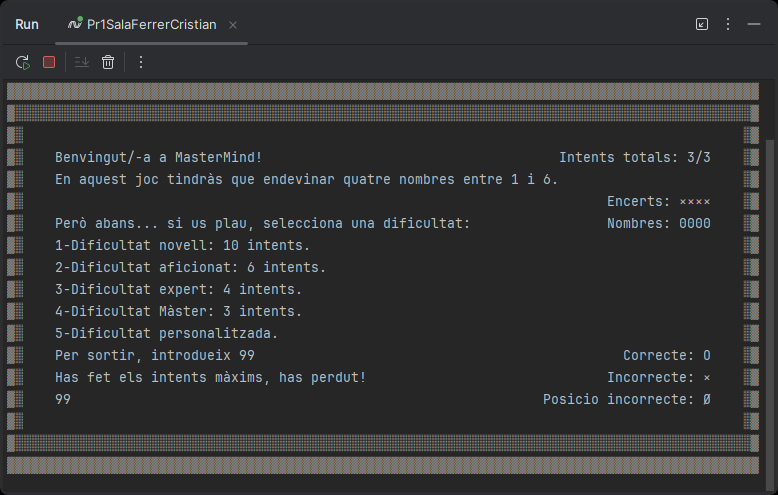 Run Pr1SalaFerrerCristian
Benvingut/-a a MasterMind! Intents totals: 3/3
En aquest joc tindràs que endevinar quatre nombres entre 1 i 6.
Encerts: ××××
Però abans... si us plau, selecciona una dificultat: Nombres: 0000
1-Dificultat novell: 10 intents.
2-Dificultat aficionat: 6 intents.
3-Dificultat expert: 4 intents.
4-Dificultat Màster: 3 intents.
5-Dificultat personalitzada.
Per sortir, introdueix 99 Correcte: O
Has fet els intents màxims, has perdut! Incorrecte: ×
99 Posicio incorrecte: Ø